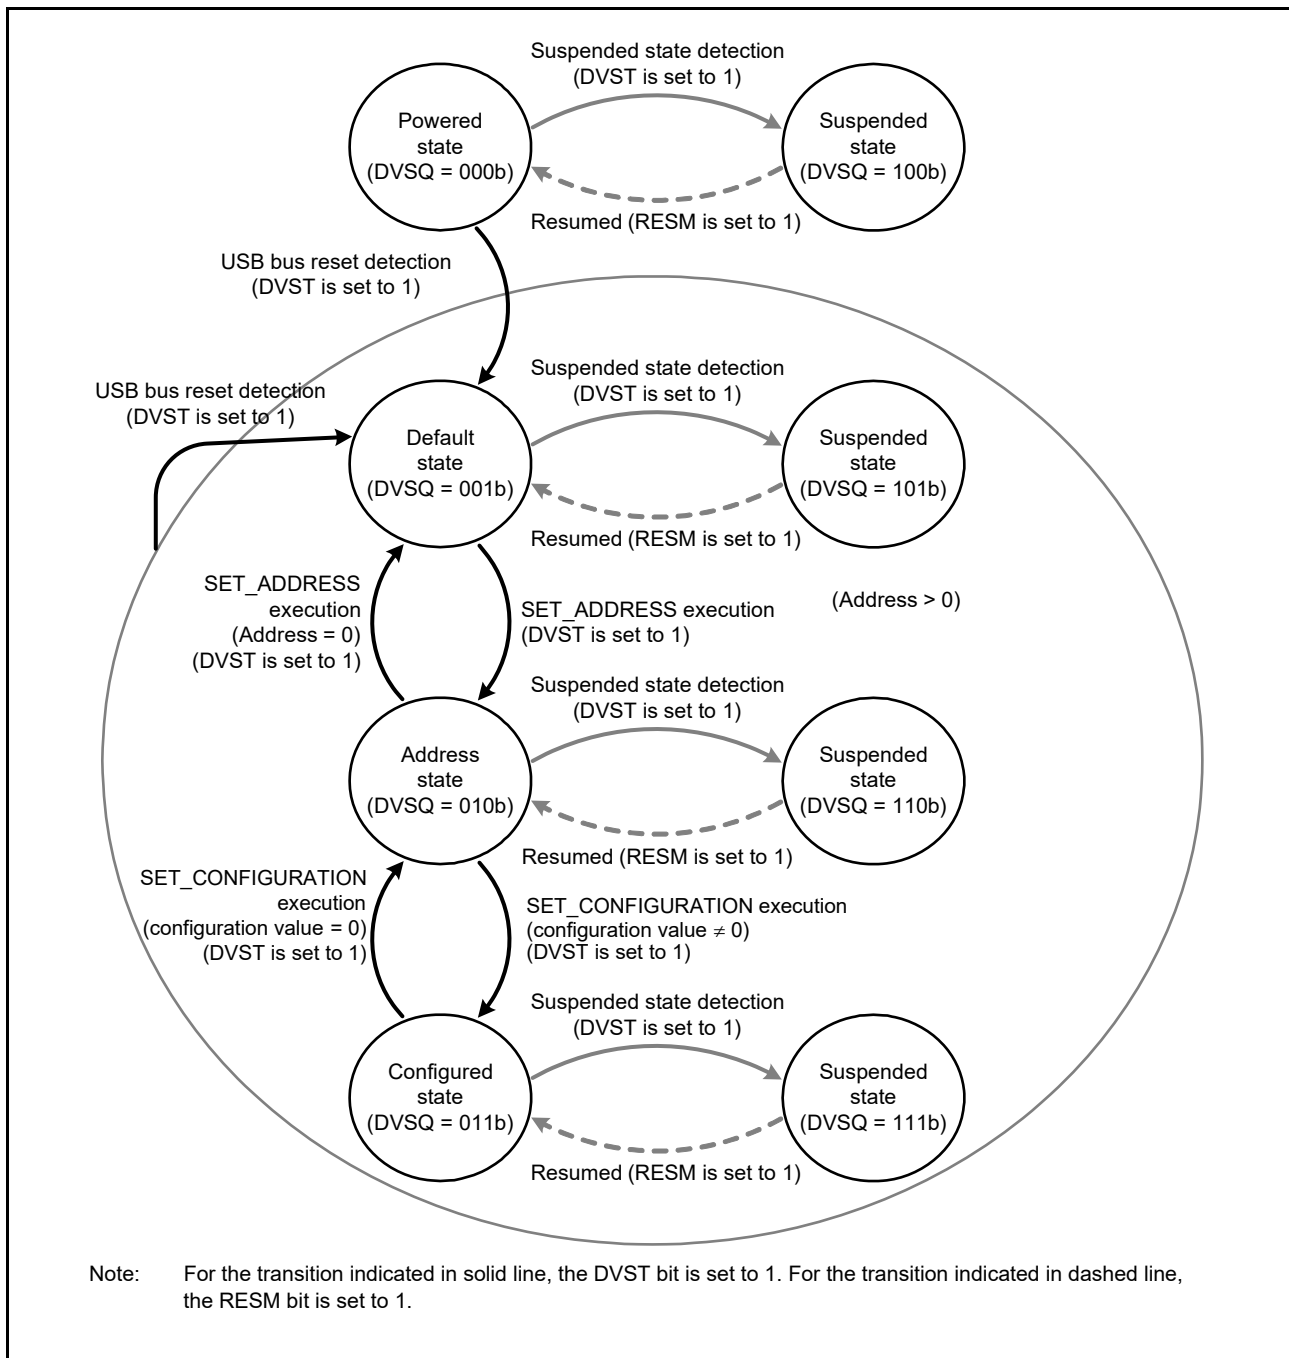 Suspended state detection
(DVST is set to 1)
Powered
state
(DVSQ = 000b)
Suspended
state
(DVSQ = 100b)
Resumed (RESM is set to 1)
USB bus reset detection
(DVST is set to 1)
USB bus reset detection
(DVST is set to 1)
Suspended state detection
(DVST is set to 1)
Default
state
(DVSQ = 001b)
Suspended
state
(DVSQ = 101b)
Resumed (RESM is set to 1)
SET_ADDRESS
execution
(Address = 0)
(DVST is set to 1)
SET_ADDRESS execution
(DVST is set to 1)
(Address > 0)
Suspended state detection
(DVST is set to 1)
Address
state
(DVSQ = 010b)
Suspended
state
(DVSQ = 110b)
Resumed (RESM is set to 1)
SET_CONFIGURATION
execution
(configuration value = 0)
(DVST is set to 1)
SET_CONFIGURATION execution
(configuration value ≠ 0)
(DVST is set to 1)
Suspended state detection
(DVST is set to 1)
Configured
state
(DVSQ = 011b)
Suspended
state
(DVSQ = 111b)
Resumed (RESM is set to 1)
Note: For the transition indicated in solid line, the DVST bit is set to 1. For the transition indicated in dashed line,
the RESM bit is set to 1.